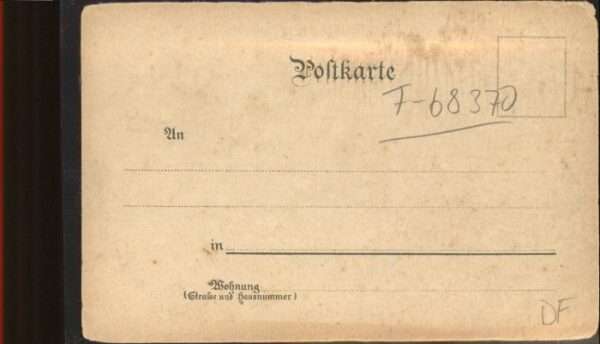 Postkarte
F-68370
An
in
Wohnung
(Straße und Hausnummer)
DF